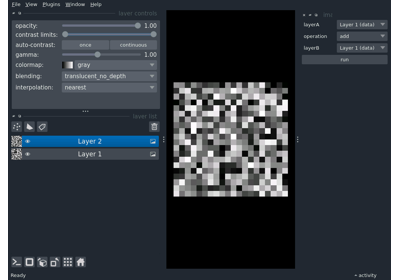 File View Plugins Window Help
layer controls
opacity: 1.00
contrast limits:
auto-contrast: once continuous
gamma: 1.00
colormap: gray
blending: translucent_no_depth
interpolation: nearest
layer list
Layer 2
Layer 1
layerA Layer 1 (data)
operation add
layerB Layer 1 (data)
run
Ready
activity